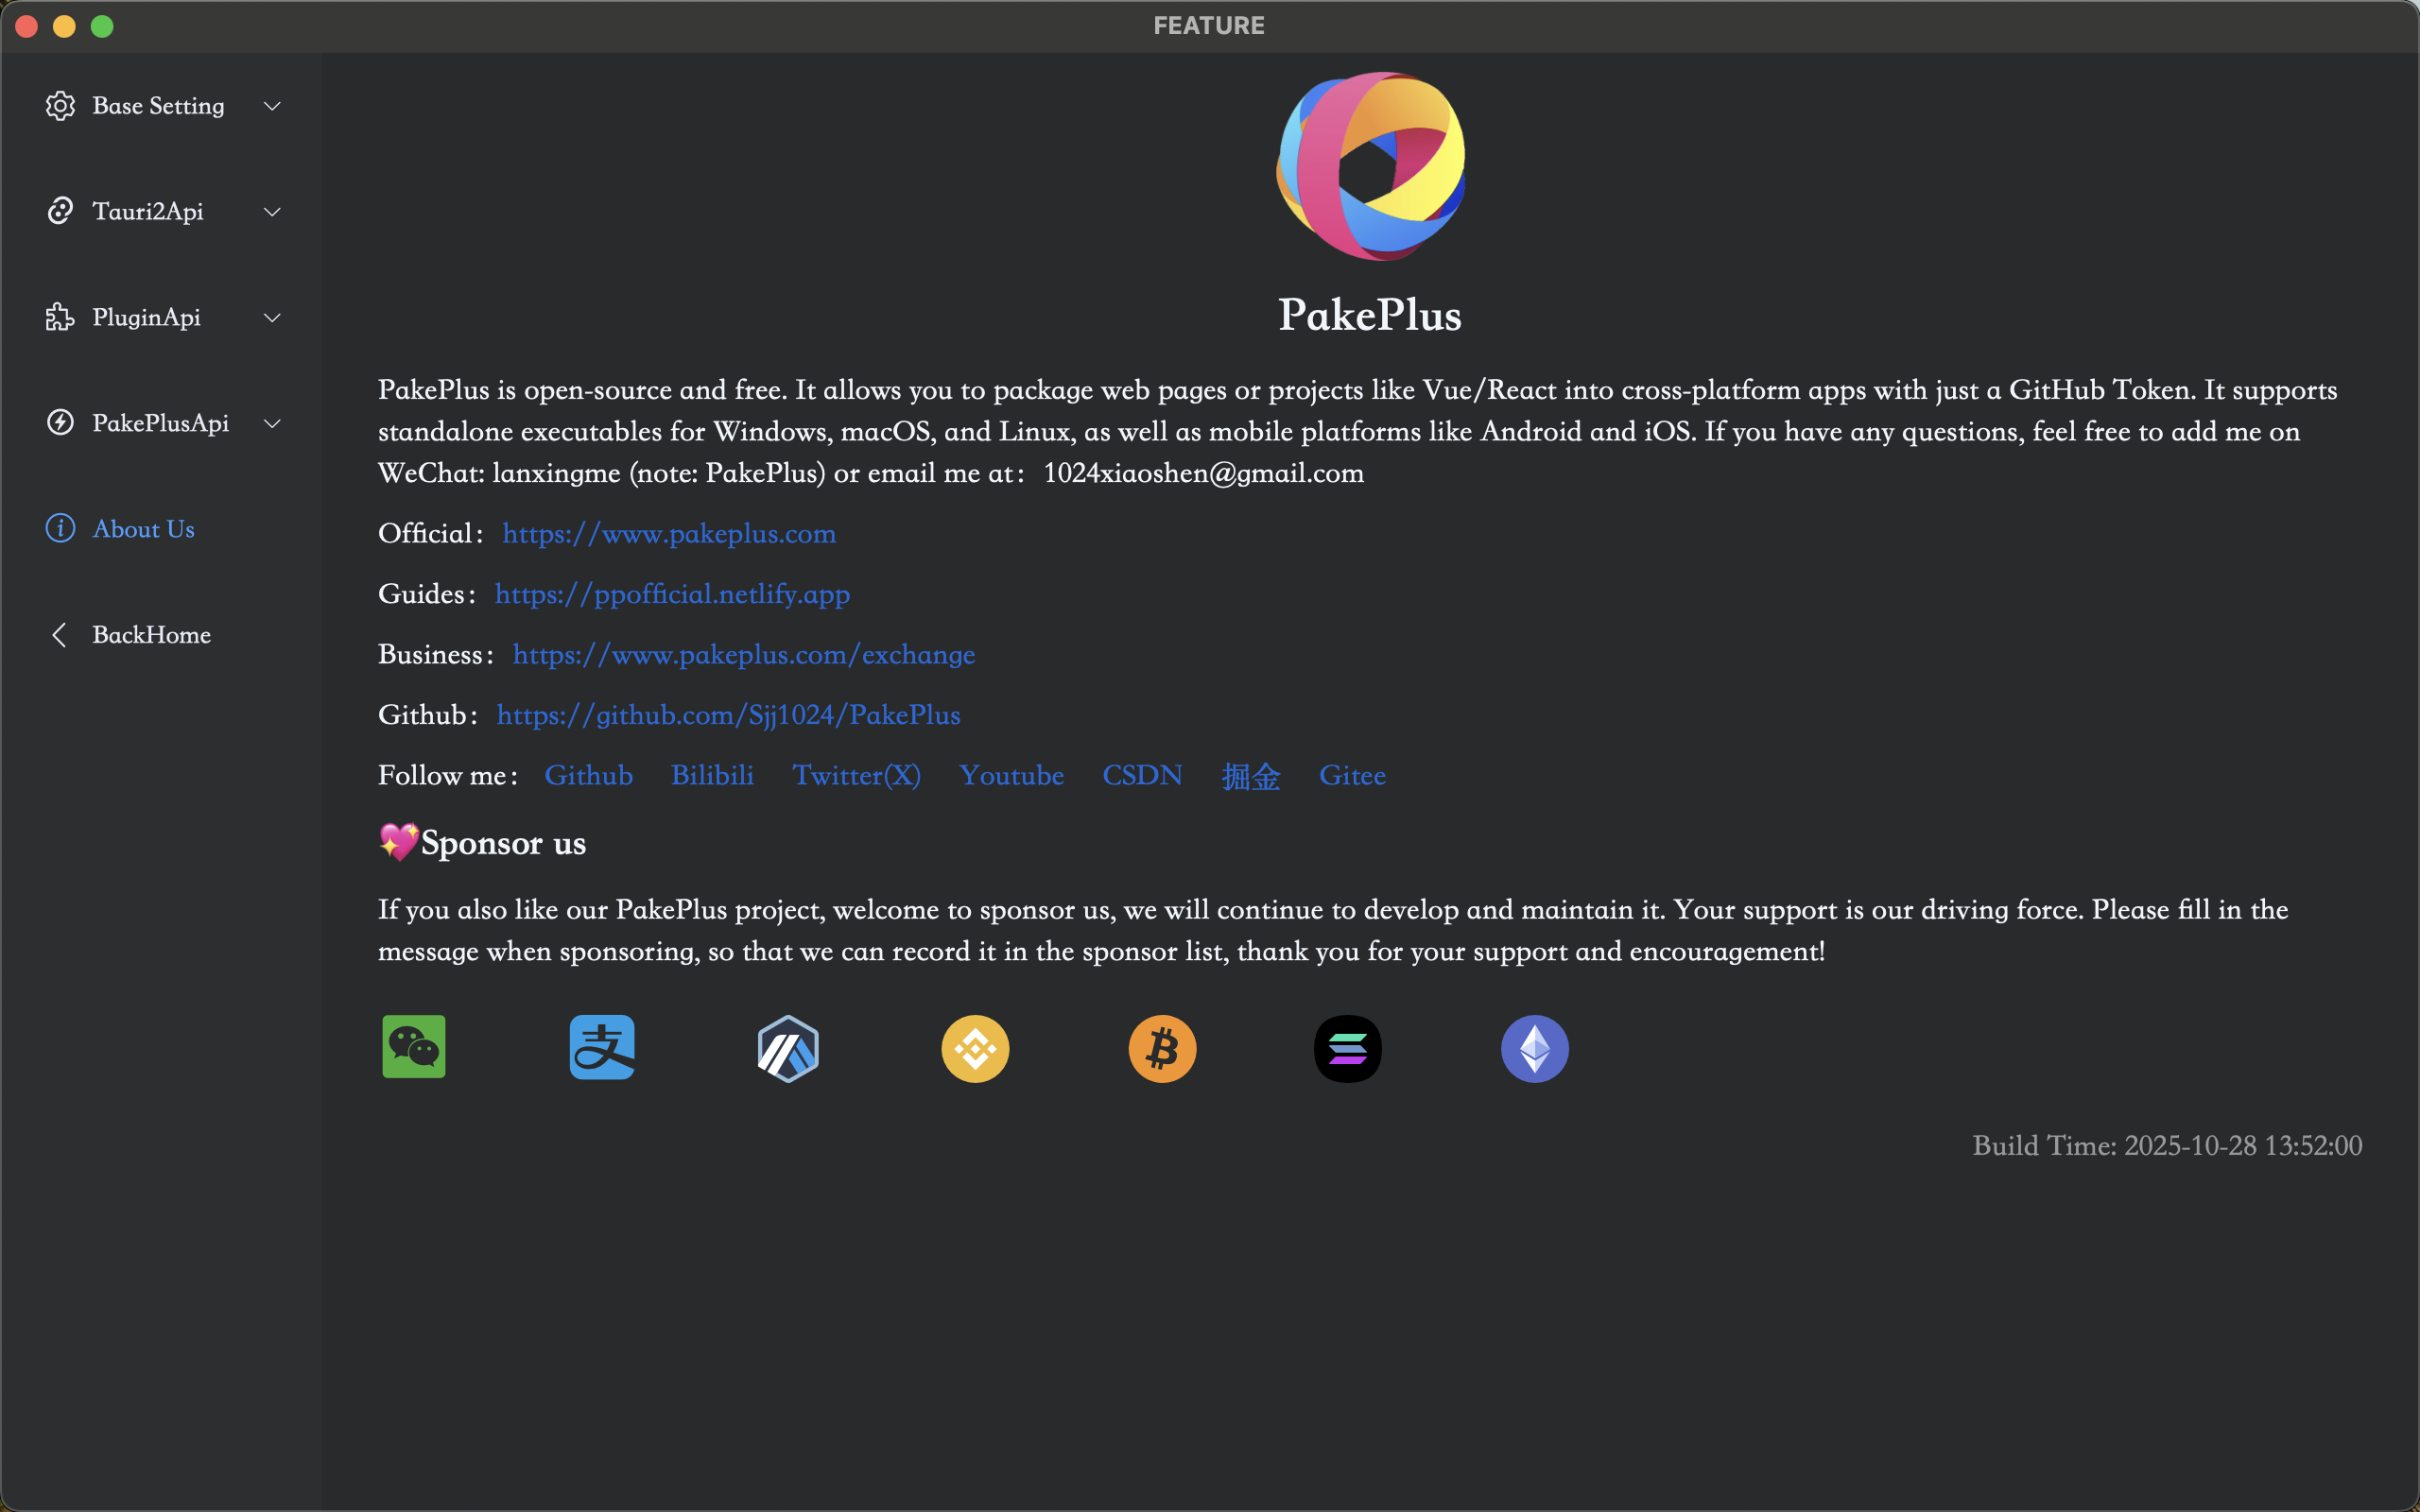 FEATURE
Base Setting
Tauri2Api
PluginApi
PakePlusApi
About Us
BackHome
PakePlus
PakePlus is open-source and free. It allows you to package web pages or projects like Vue/React into cross-platform apps with just a GitHub Token. It supports
standalone executables for Windows, macOS, and Linux, as well as mobile platforms like Android and iOS. If you have any questions, feel free to add me on
WeChat: lanxingme (note: PakePlus) or email me at：1024xiaoshen@gmail.com
Official：https://www.pakeplus.com
Guides：https://ppofficial.netlify.app
Business：https://www.pakeplus.com/exchange
Github：https://github.com/Sjj1024/PakePlus
Follow me：Github Bilibili Twitter(X) Youtube CSDN 掘金 Gitee
💖Sponsor us
If you also like our PakePlus project, welcome to sponsor us, we will continue to develop and maintain it. Your support is our driving force. Please fill in the
message when sponsoring, so that we can record it in the sponsor list, thank you for your support and encouragement!
支
Build Time: 2025-10-28 13:52:00